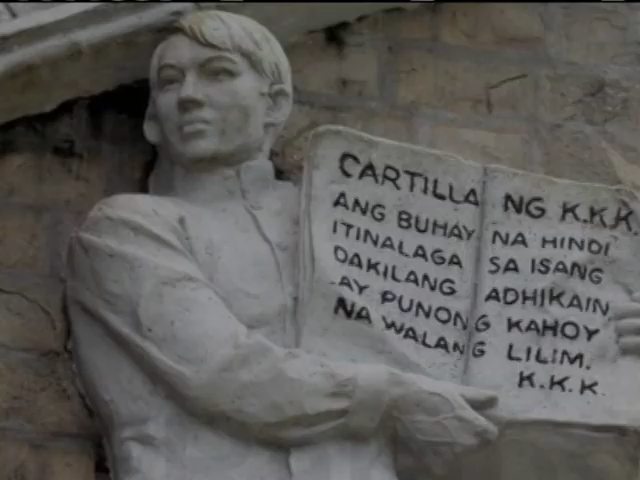 CARTILLA NG K.K.K.
ANG BUHAY NA HINDI
ITINALAGA SA ISANG
DAKILANG ADHIKAIN
AY PUNONG KAHOY
NA WALANG LILIM.
K.K.K.